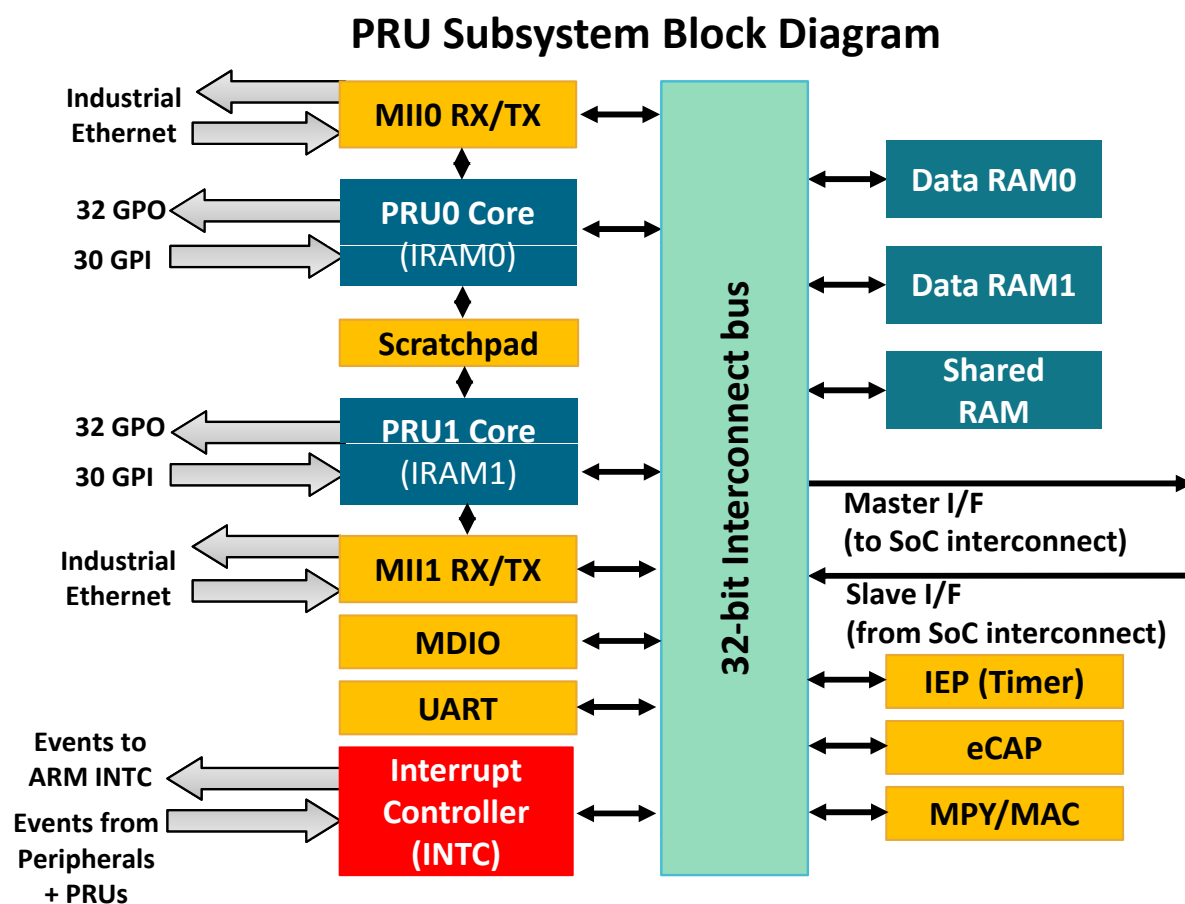 PRU Subsystem Block Diagram
Industrial
Ethernet
MII0 RX/TX
32 GPO
30 GPI
PRU0 Core
(IRAM0)
Scratchpad
32 GPO
30 GPI
PRU1 Core
(IRAM1)
Industrial
Ethernet
MII1 RX/TX
MDIO
UART
Events to
ARM INTC
Events from
Peripherals
+ PRUs
Interrupt
Controller
(INTC)
32-bit Interconnect bus
Data RAM0
Data RAM1
Shared
RAM
Master I/F
(to SoC interconnect)
Slave I/F
(from SoC interconnect)
IEP (Timer)
eCAP
MPY/MAC